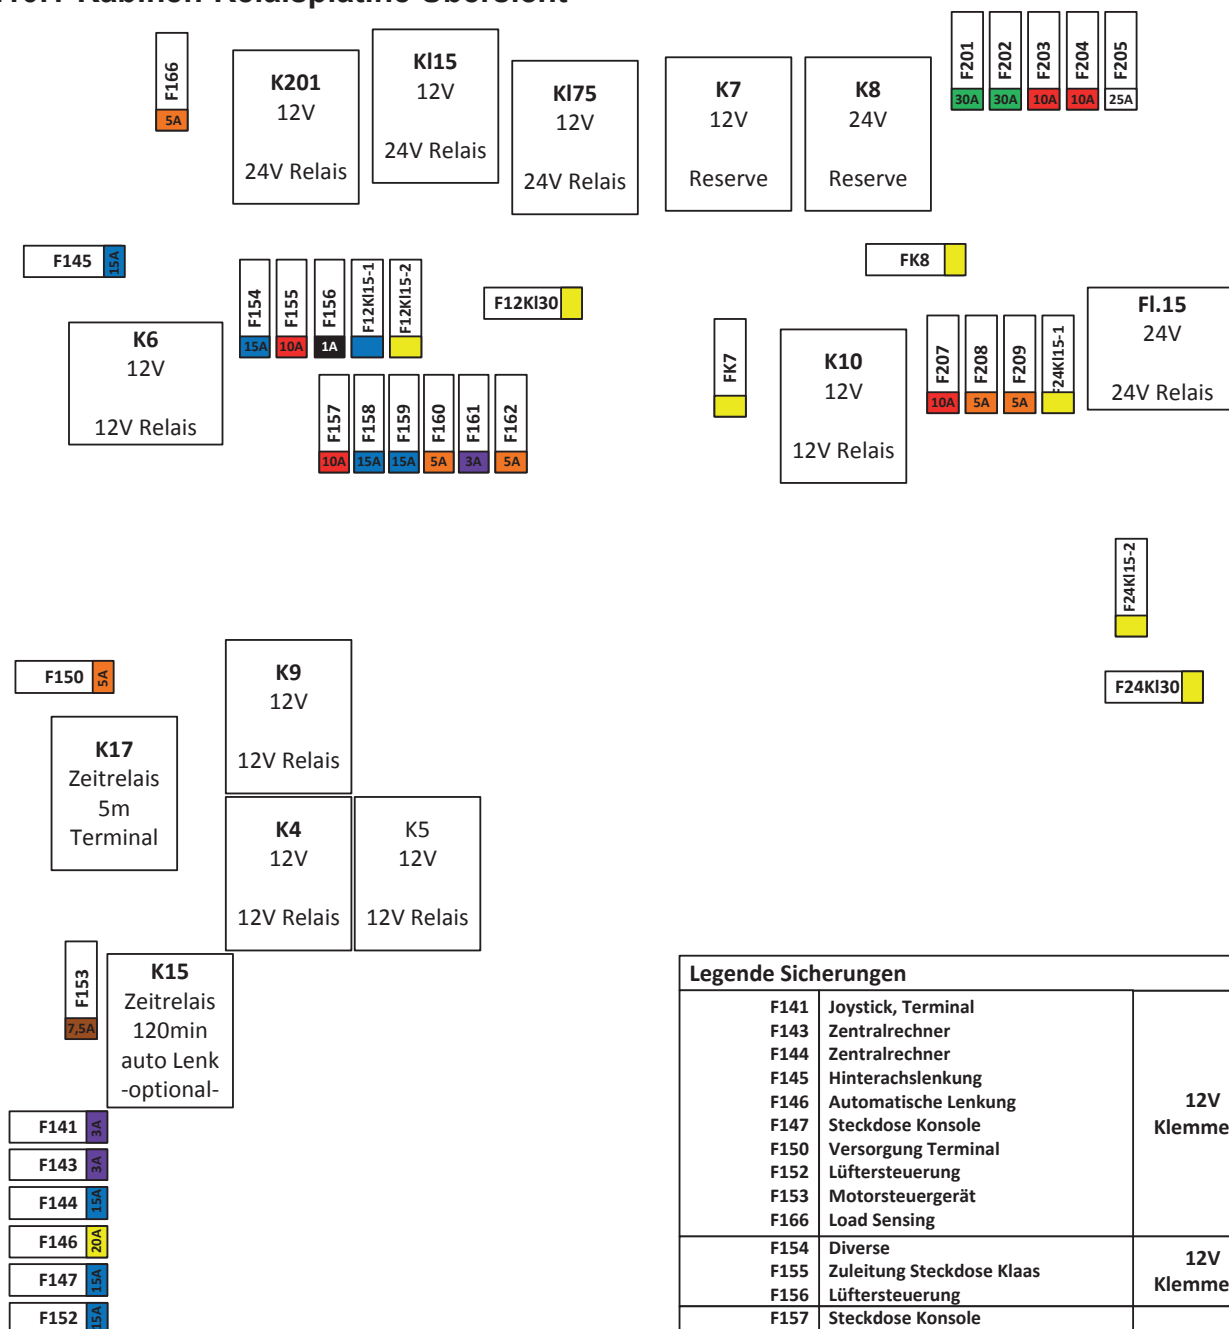 Kabinen-Relaisplatine Übersicht
F166
5A
K201
12V
24V Relais
Kl15
12V
24V Relais
Kl75
12V
24V Relais
K7
12V
Reserve
K8
24V
Reserve
F201
30A
F202
30A
F203
10A
F204
10A
F205
25A
F145
15A
F154
15A
F155
10A
F156
1A
F12Kl15-1
F12Kl15-2
F12Kl30
FK8
K6
12V
12V Relais
F157
10A
F158
15A
F159
15A
F160
5A
F161
3A
F162
5A
FK7
K10
12V
12V Relais
F207
10A
F208
5A
F209
5A
F24Kl15-1
Fl.15
24V
24V Relais
F24Kl15-2
F24Kl30
F150
5A
K9
12V
12V Relais
K17
Zeitrelais
5m
Terminal
K4
12V
12V Relais
K5
12V
12V Relais
F153
7,5A
K15
Zeitrelais
120min
auto Lenk
-optional-
F141
3A
F143
3A
F144
15A
F146
20A
F147
15A
F152
15A
Legende Sicherungen
F141 Joystick, Terminal
F143 Zentralrechner
F144 Zentralrechner
F145 Hinterachslenkung
F146 Automatische Lenkung
F147 Steckdose Konsole
F150 Versorgung Terminal
F152 Lüftersteuerung
F153 Motorsteuergerät
F166 Load Sensing
12V
Klemme
F154 Diverse
F155 Zuleitung Steckdose Klaas
F156 Lüftersteuerung
12V
Klemme
F157 Steckdose Konsole